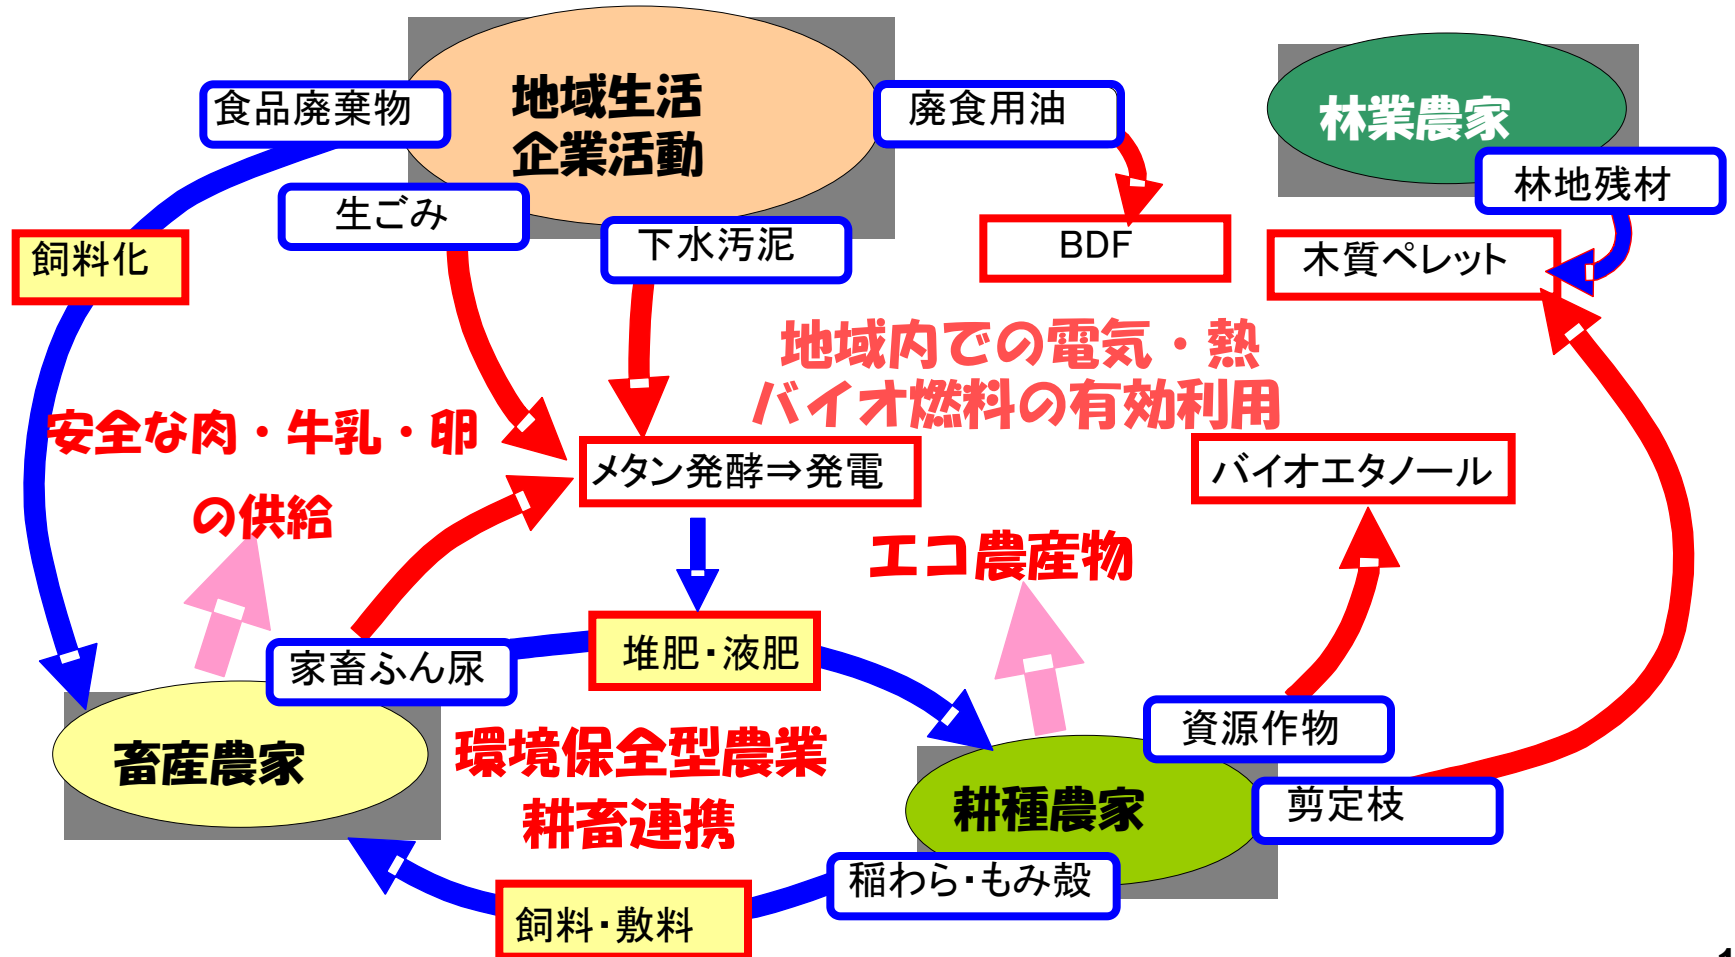 地域生活
企業活動
食品廃棄物
廃食用油
林業農家
林地残材
生ごみ
下水汚泥
BDF
木質ペレット
飼料化
地域内での電気・熱
バイオ燃料の有効利用
安全な肉・牛乳・卵
の供給
メタン発酵⇒発電
バイオエタノール
エコ農産物
家畜ふん尿
堆肥・液肥
資源作物
畜産農家
環境保全型農業
耕畜連携
耕種農家
剪定枝
稲わら・もみ殻
飼料・敷料